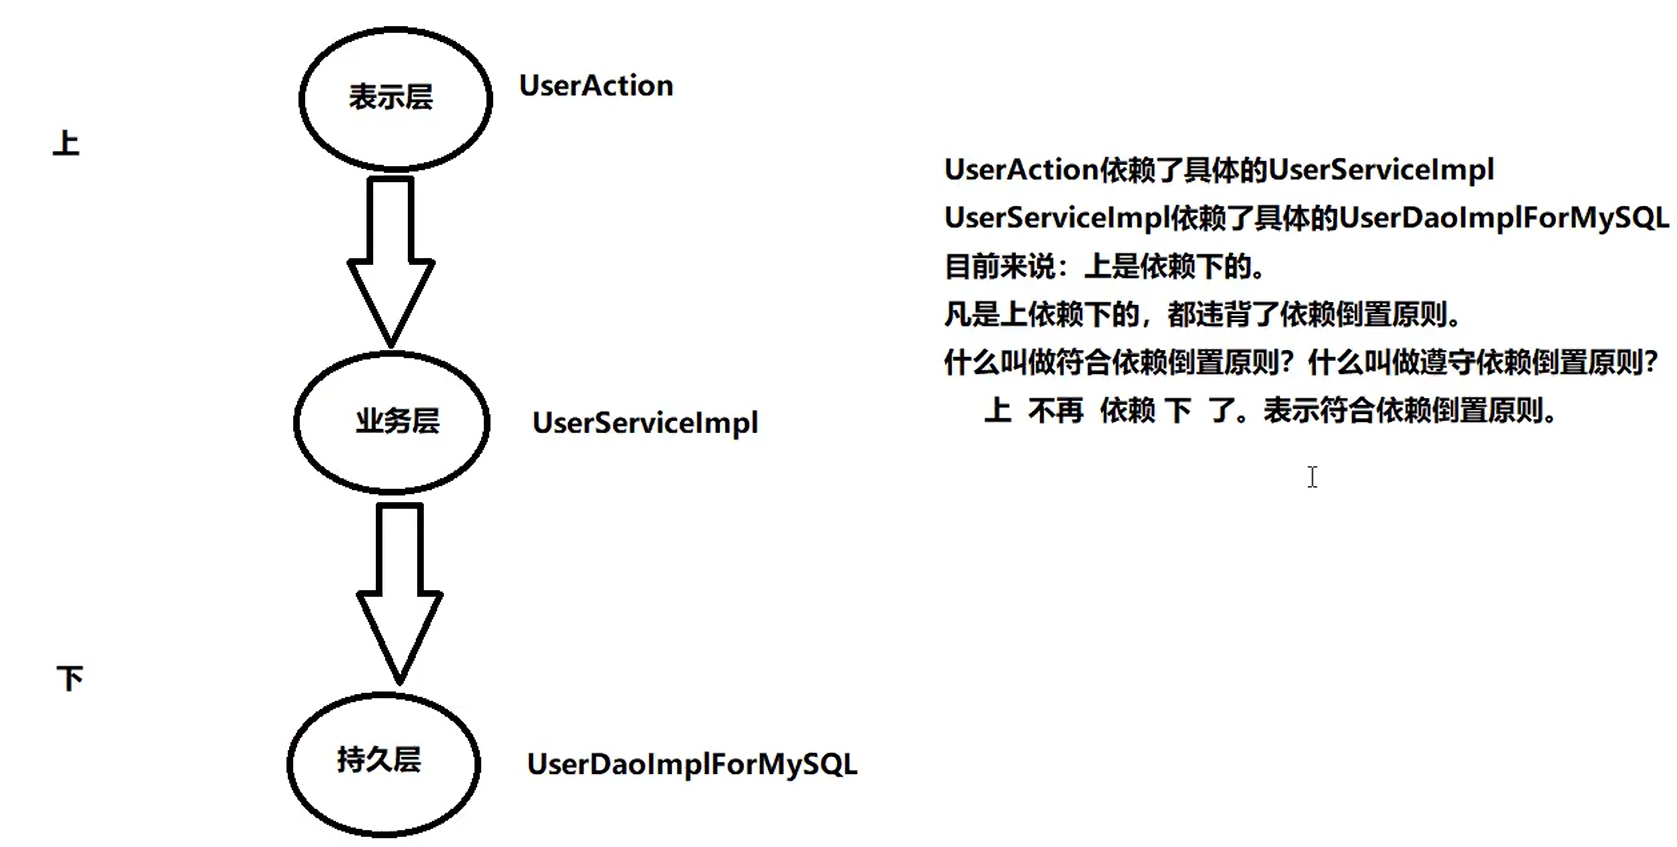 表示层
UserAction
上
UserAction依赖了具体的UserServiceImpl
UserServiceImpl依赖了具体的UserDaoImplForMySQL
目前来说：上是依赖下的。
凡是上依赖下的，都违背了依赖倒置原则。
什么叫做符合依赖倒置原则？什么叫做遵守依赖倒置原则？
上 不再 依赖 下 了。表示符合依赖倒置原则。
业务层
UserServiceImpl
下
持久层
UserDaoImplForMySQL